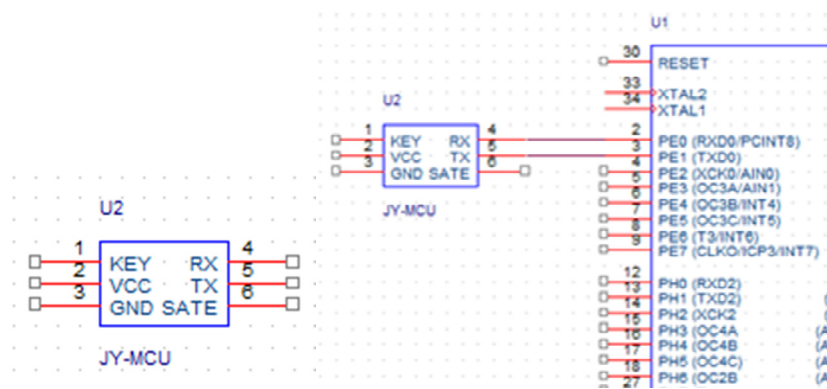 U2
1 KEY RX 4
2 VCC TX 5
3 GND SATE 6
JY-MCU
U2
1 KEY RX 4
2 VCC TX 5
3 GND SATE 6
JY-MCU
U1
30 RESET
33 XTAL2
34 XTAL1
2 PE0 (RXD0/PCINT8)
3 PE1 (TXD0)
4 PE2 (XCK0/AIN0)
5 PE3 (OC3A/AIN1)
6 PE4 (OC3B/INT4)
7 PE5 (OC3C/INT5)
8 PE6 (T3/INT6)
9 PE7 (CLKO/ICP3/INT7)
12 PH0 (RXD2)
13 PH1 (TXD2)
14 PH2 (XCK2
15 PH3 (OC4A (A
16 PH4 (OC4B (A
17 PH5 (OC4C) (A
18 PH6 (OC2B (A
27